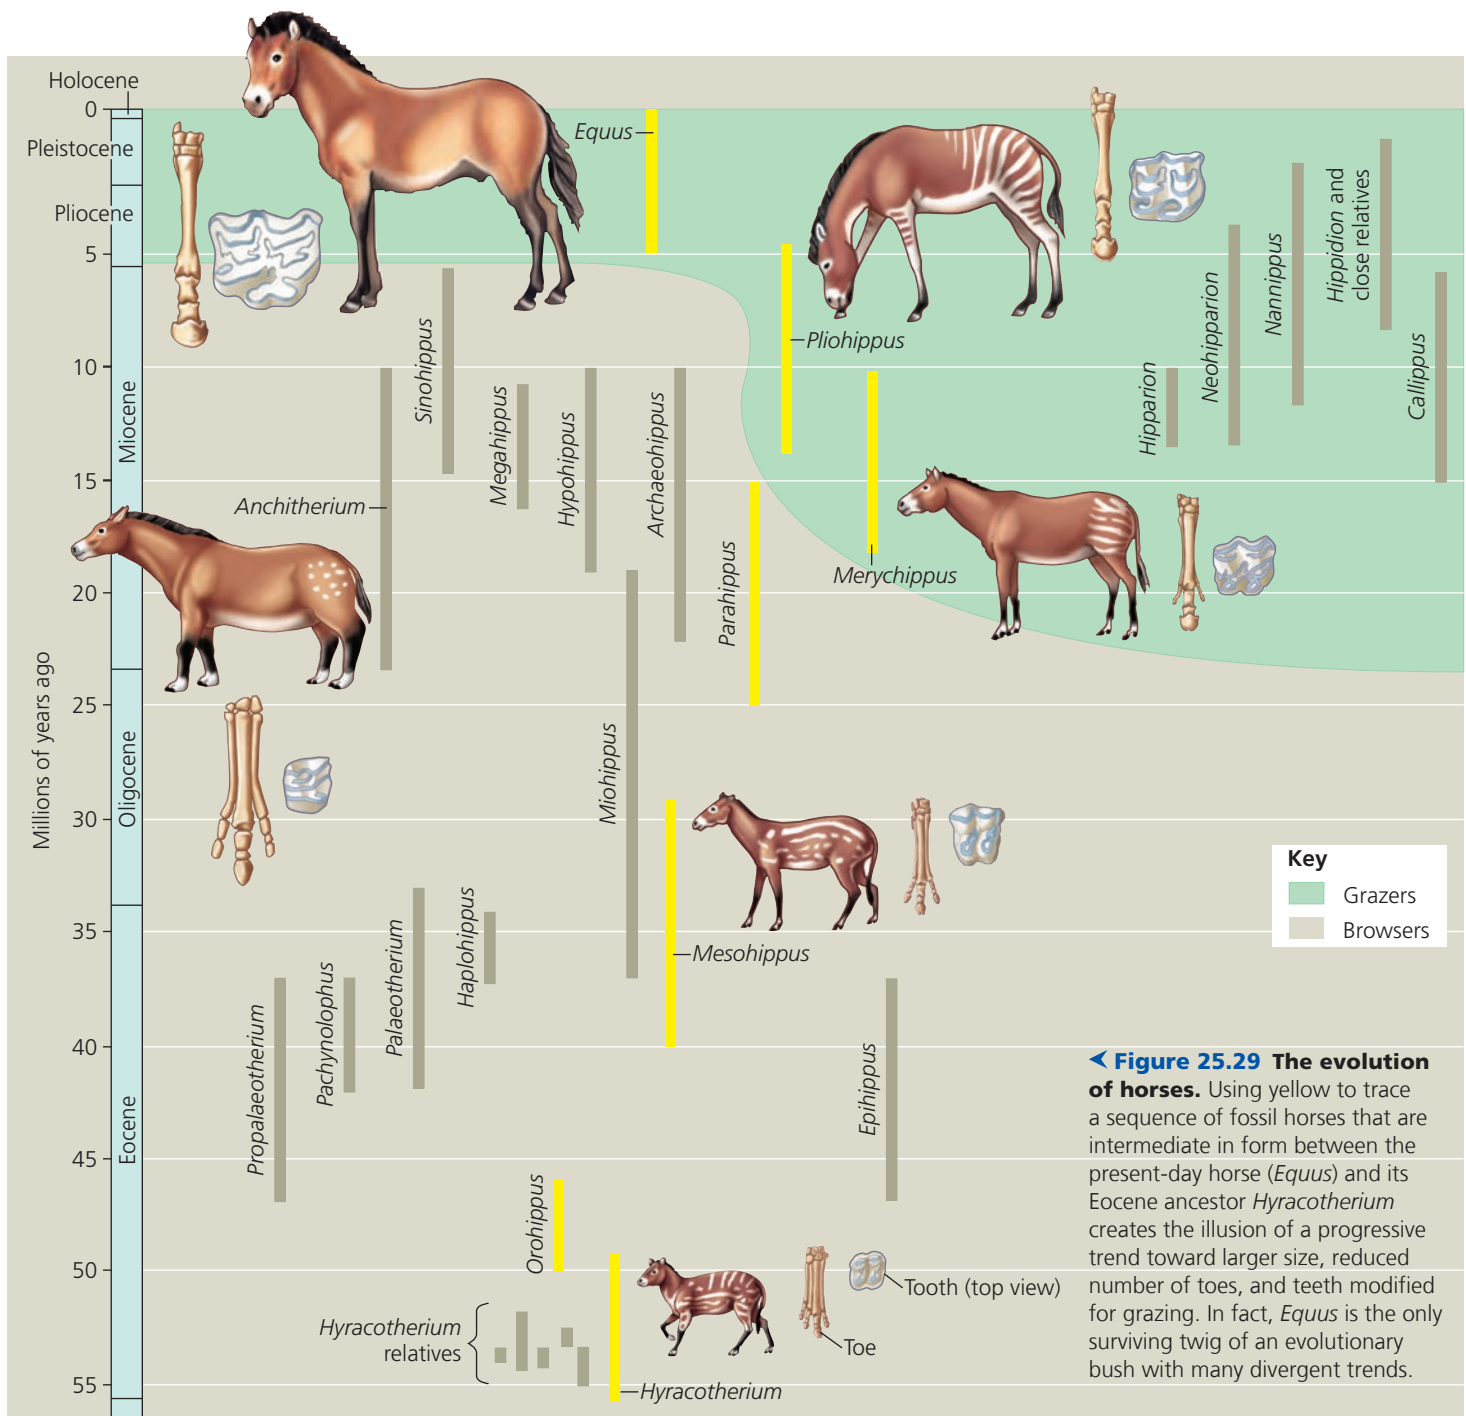 Holocene
0
Pleistocene
Pliocene
5
10
Miocene
15
20
25
Oligocene
30
35
40
Eocene
45
50
55
Millions of years ago
Equus
Pliohippus
Hippidion and
close relatives
Nannippus
Neohipparion
Hipparion
Callippus
Sinohippus
Megahippus
Hypohippus
Archaeohippus
Anchitherium
Parahippus
Merychippus
Miohippus
Mesohippus
Haplohippus
Palaeotherium
Pachynolophus
Propalaeotherium
Epihippus
Orohippus
Hyracotherium
relatives
Hyracotherium
Tooth (top view)
Toe
Key
Grazers
Browsers
Figure 25.29 The evolution
of horses. Using yellow to trace
a sequence of fossil horses that are
intermediate in form between the
present-day horse (Equus) and its
Eocene ancestor Hyracotherium
creates the illusion of a progressive
trend toward larger size, reduced
number of toes, and teeth modified
for grazing. In fact, Equus is the only
surviving twig of an evolutionary
bush with many divergent trends.